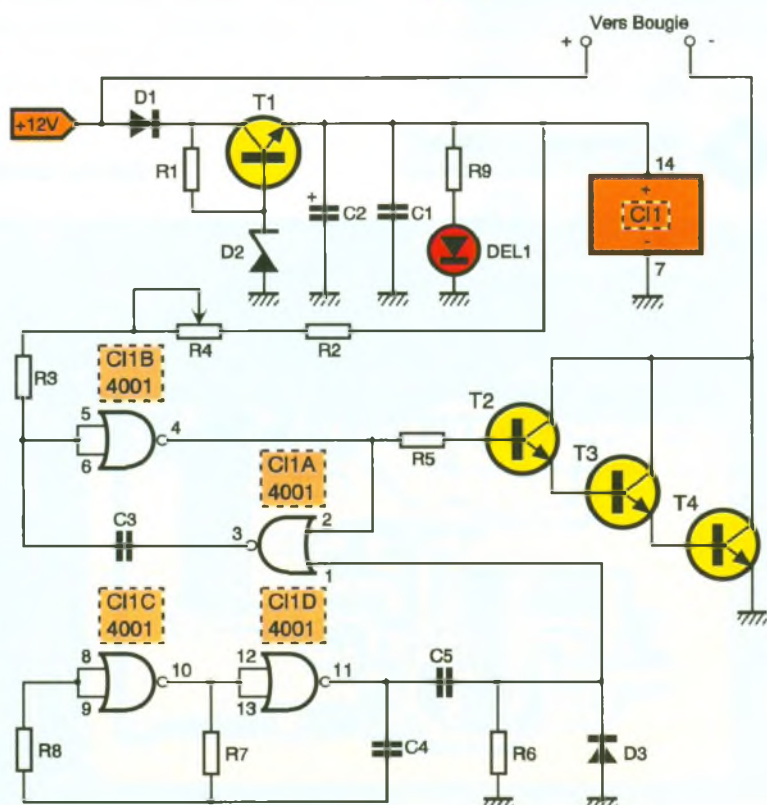 Vers Bougie
+ -
+12V
D1
T1
R1
C2
+
C1
R9
14
+
CI1
-
7
D2
DEL1
R4
R2
R3
CI1B
4001
5
6
4
R5
T2
T3
T4
CI1A
4001
C3
3
2
1
CI1C
4001
CI1D
4001
8
9
10
12
13
11
C5
R8
R7
C4
R6
D3